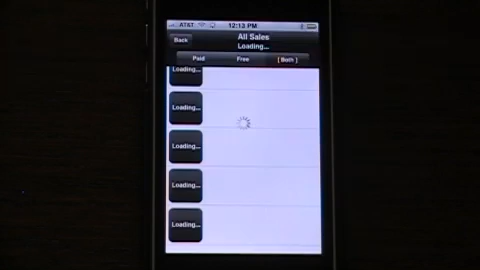 AT&T 12:13 PM
All Sales
Back
Loading...
Paid Free [ Both ]
Loading...
Loading...
Loading...
Loading...
Loading...